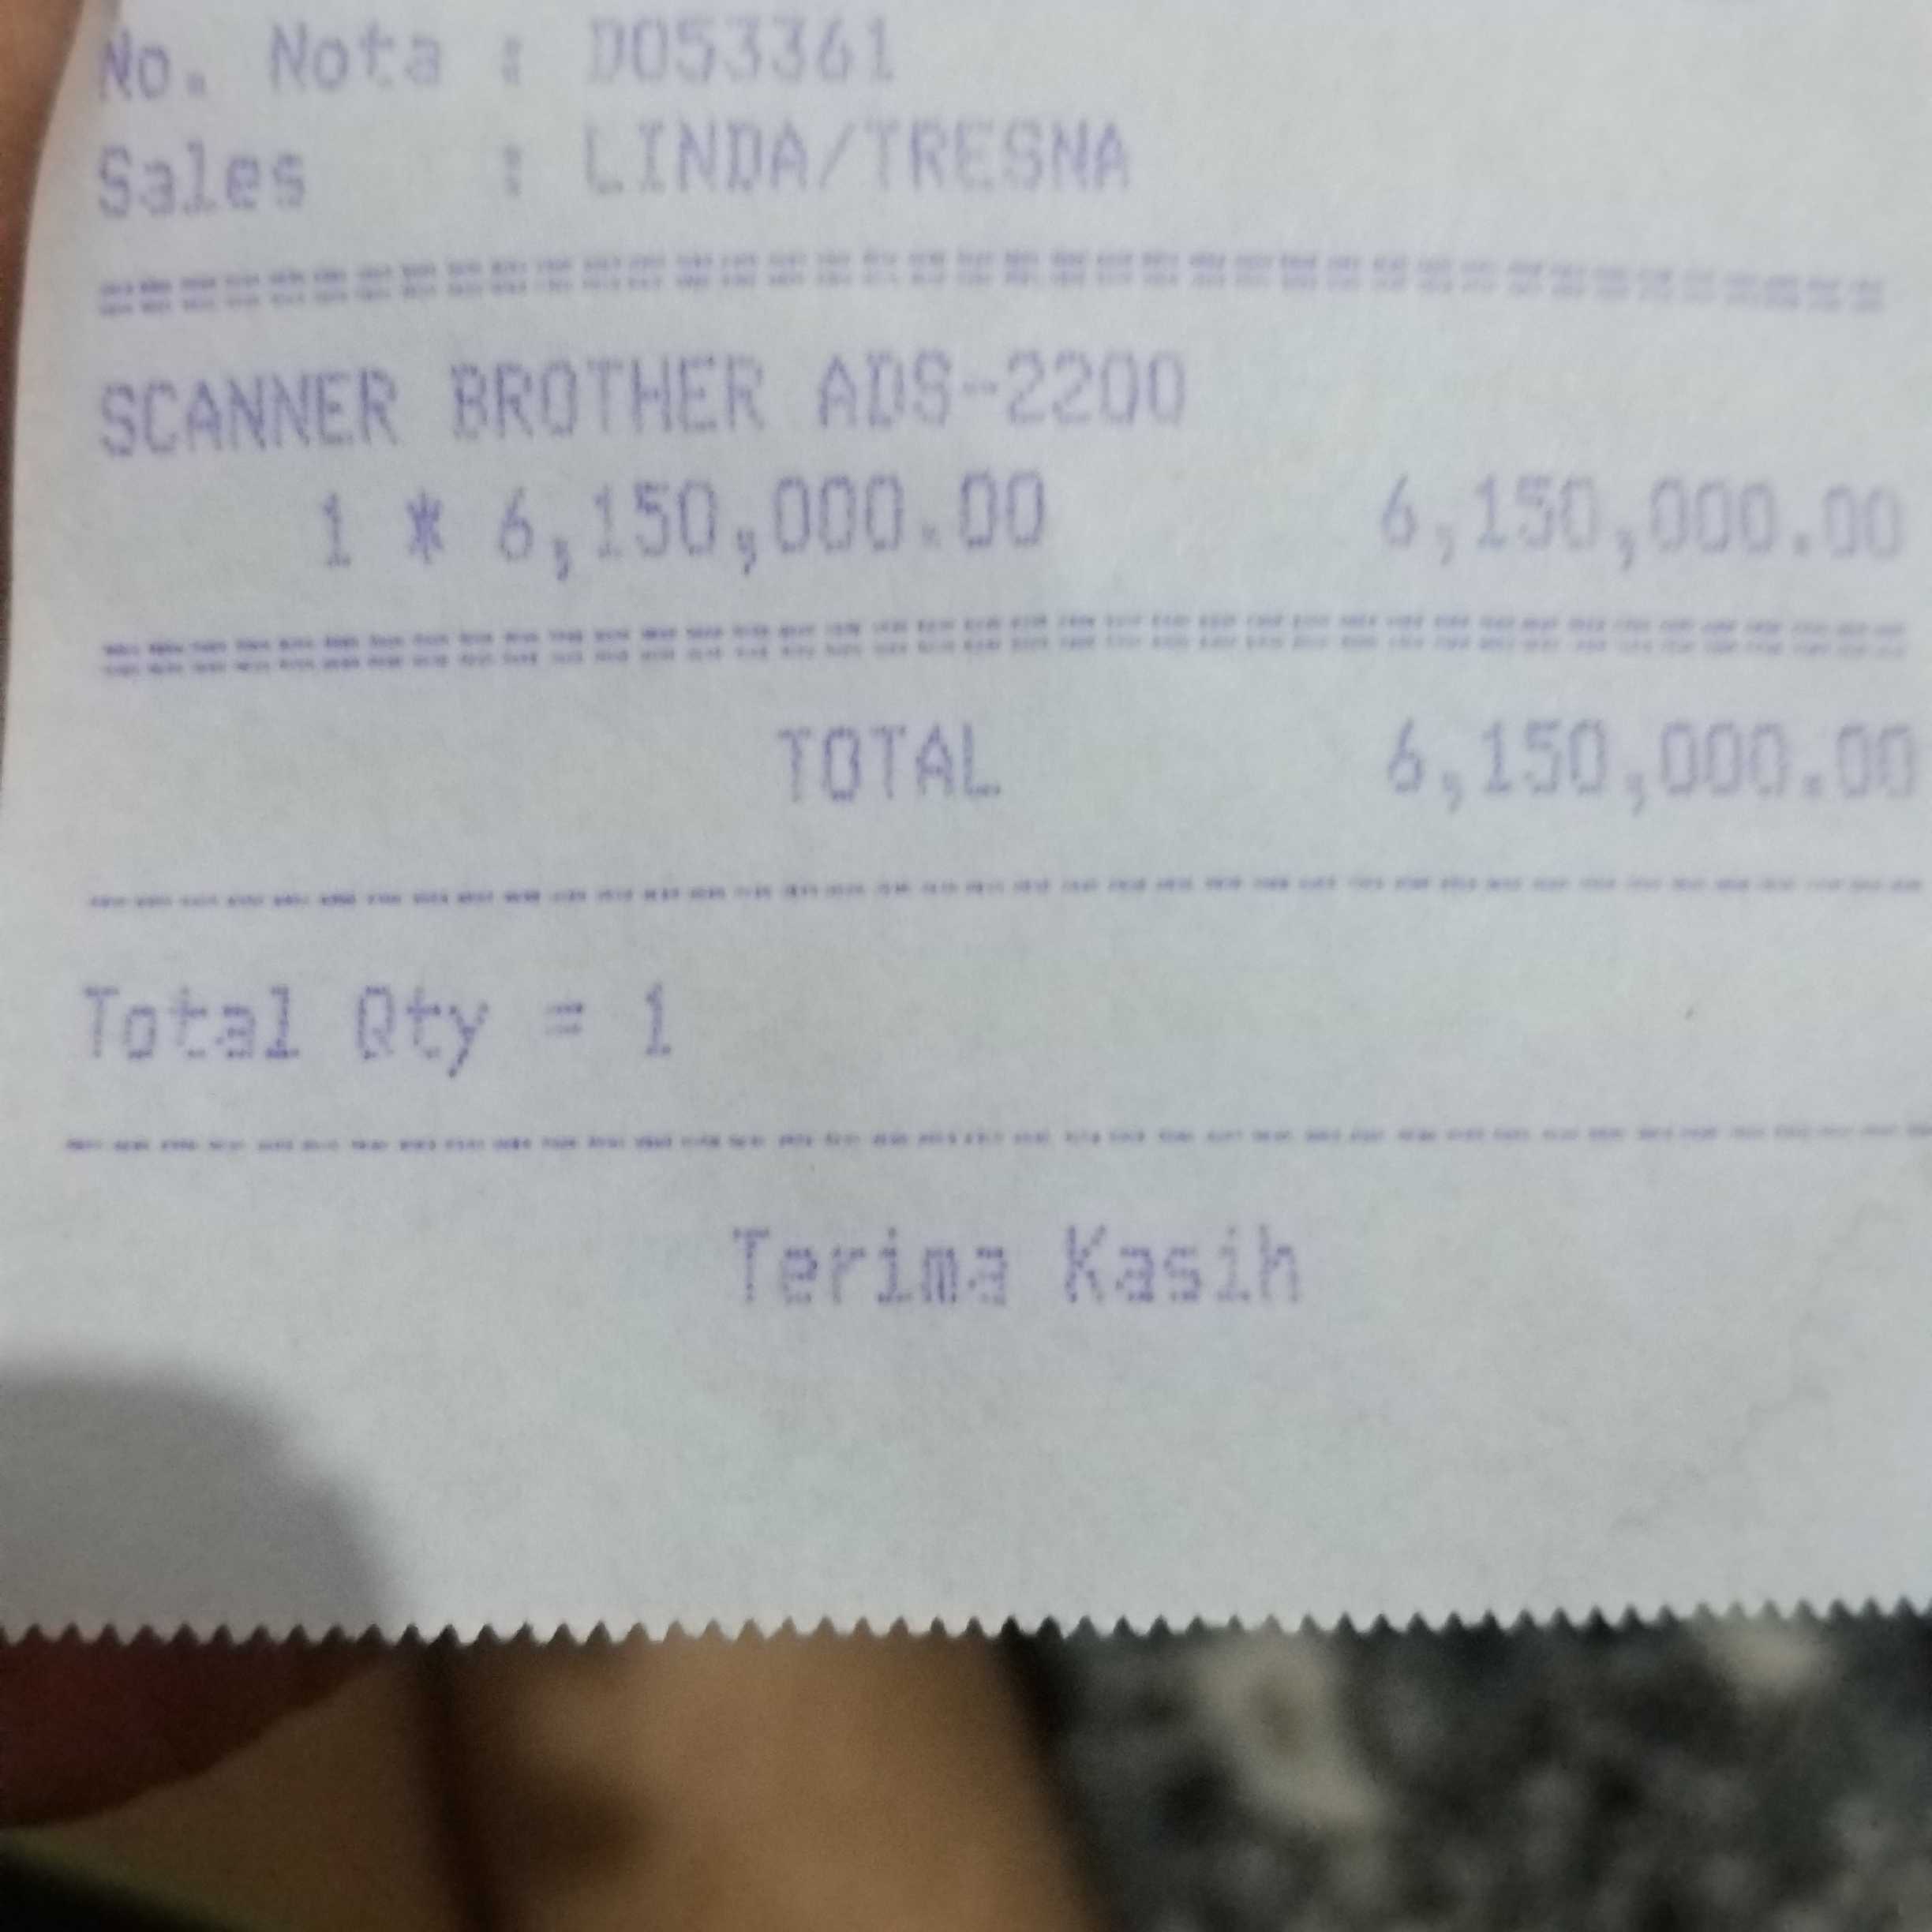 No. Nota : D053361
Sales : LINDA/TRESNA
================================
SCANNER BROTHER ADS-2200
1 * 6,150,000.00 6,150,000.00
================================
TOTAL 6,150,000.00
----------------------------------------
Total Qty = 1
----------------------------------------
Terima Kasih